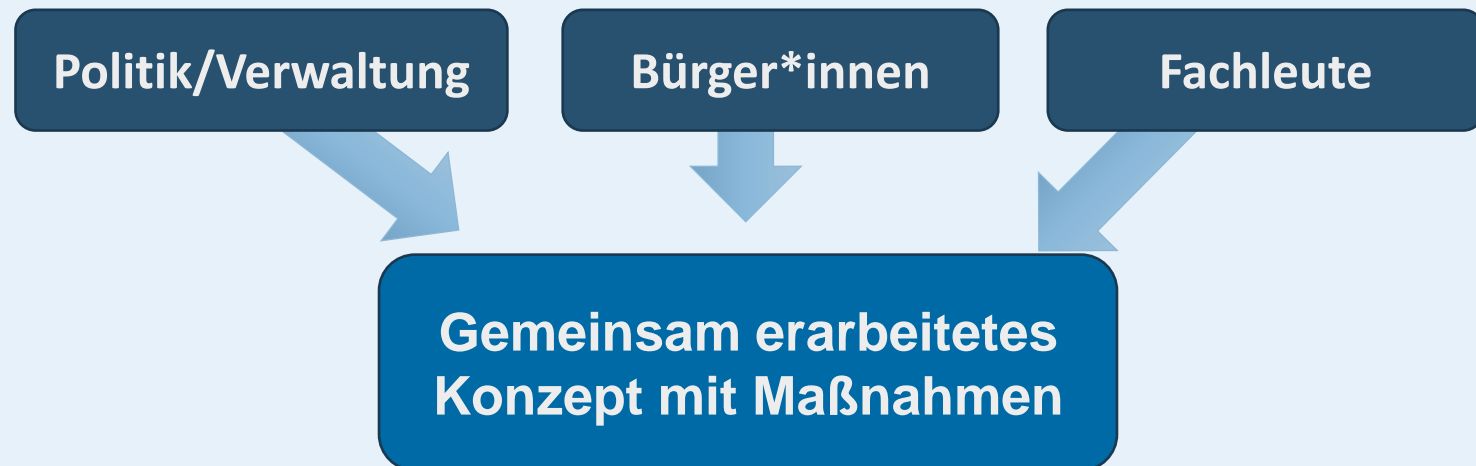 Politik/Verwaltung
Bürger*innen
Fachleute
Gemeinsam erarbeitetes
Konzept mit Maßnahmen